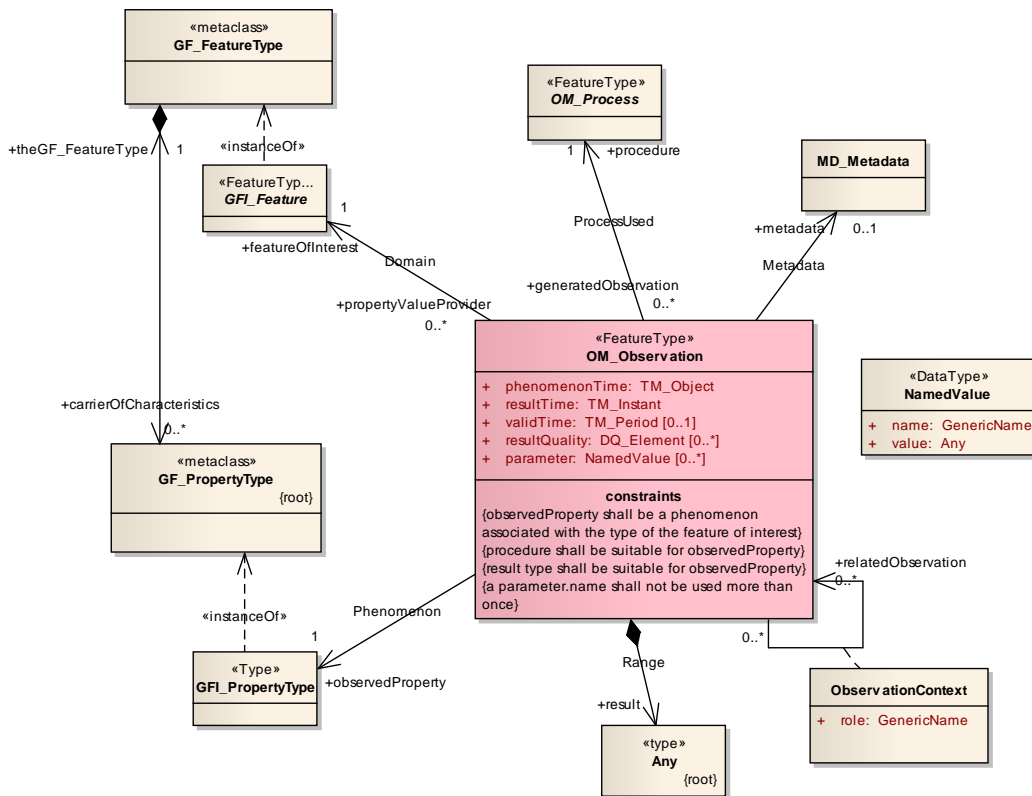 «metaclass»
GF_FeatureType
«FeatureType»
OM_Process
+theGF_FeatureType
1
«instanceOf»
1
+procedure
MD_Metadata
«FeatureTyp...
GFI_Feature
1
+featureOfInterest
ProcessUsed
+metadata
0..1
Domain
Metadata
+propertyValueProvider
0..*
+generatedObservation
0..*
«FeatureType»
OM_Observation
+ phenomenonTime: TM_Object
+ resultTime: TM_Instant
+ validTime: TM_Period [0..1]
+ resultQuality: DQ_Element [0..*]
+ parameter: NamedValue [0..*]
constraints
{observedProperty shall be a phenomenon
associated with the type of the feature of interest}
{procedure shall be suitable for observedProperty}
{result type shall be suitable for observedProperty}
{a parameter.name shall not be used more than
once}
«DataType»
NamedValue
+ name: GenericName
+ value: Any
+carrierOfCharacteristics
0..*
«metaclass»
GF_PropertyType
{root}
+relatedObservation
0..*
0..*
«instanceOf»
Phenomenon
1
+observedProperty
«Type»
GFI_PropertyType
Range
+result
ObservationContext
+ role: GenericName
«type»
Any
{root}